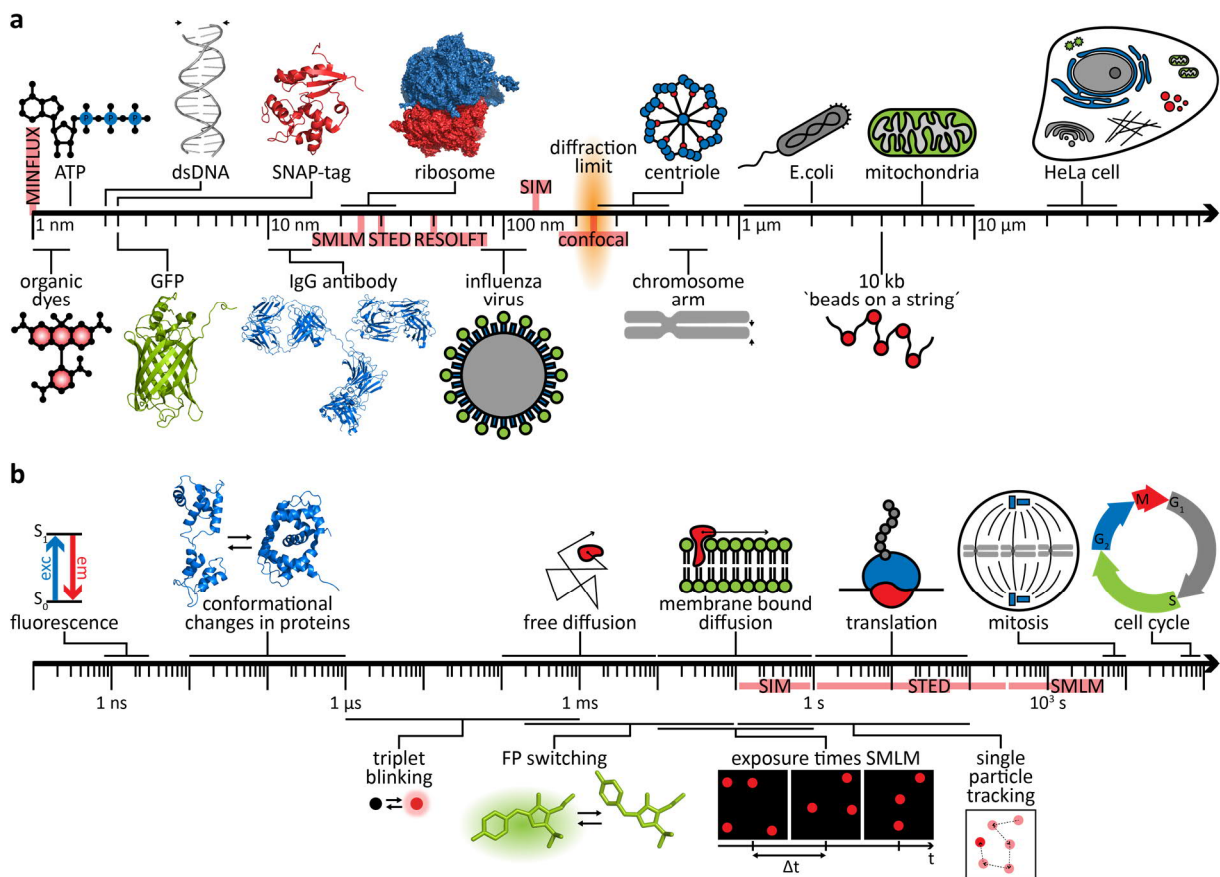 a
P P P
MINFLUX
ATP
dsDNA
SNAP-tag
ribosome
SIM
diffraction
limit
centriole
E.coli
mitochondria
HeLa cell
1 nm
10 nm
100 nm
1 µm
10 µm
SMLM
STED
RESOLFT
confocal
organic
dyes
GFP
IgG antibody
influenza
virus
chromosome
arm
10 kb
`beads on a string´
b
S1
exc
em
S0
fluorescence
conformational
changes in proteins
free diffusion
membrane bound
diffusion
translation
mitosis
M
G1
S
cell cycle
1 ns
1 µs
1 ms
SIM
1 s
STED
10³ s
SMLM
triplet
blinking
FP switching
exposure times SMLM
Δt
t
single
particle
tracking